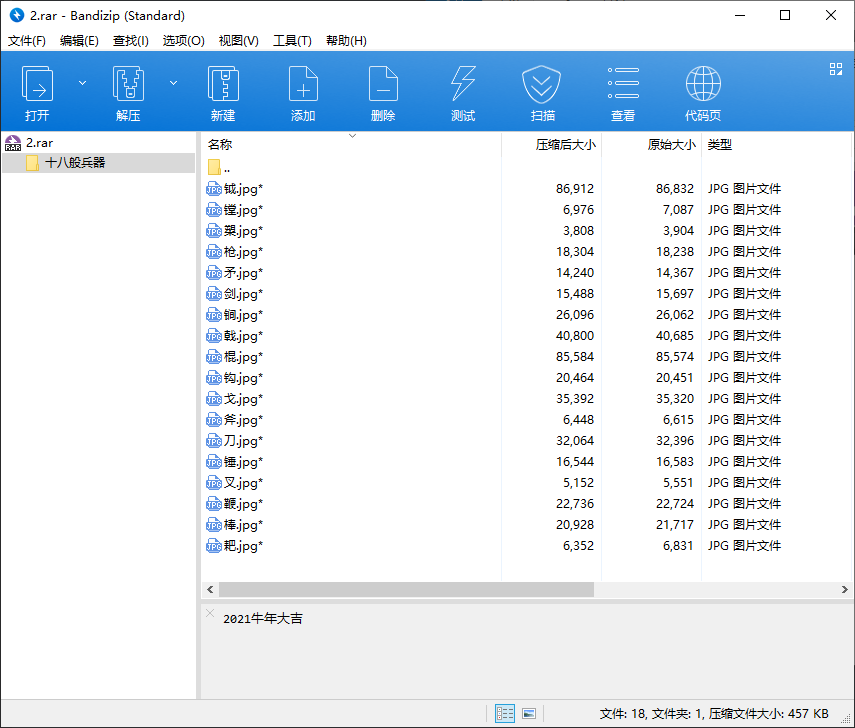 2.rar - Bandizip (Standard)
文件(F) 编辑(E) 查找(I) 选项(O) 视图(V) 工具(T) 帮助(H)
打开 解压 新建 添加 删除 测试 扫描 查看 代码页
2.rar
十八般兵器
名称 压缩后大小 原始大小 类型
..
钺.jpg* 86,912 86,832 JPG 图片文件
镗.jpg* 6,976 7,087 JPG 图片文件
槊.jpg* 3,808 3,904 JPG 图片文件
枪.jpg* 18,304 18,238 JPG 图片文件
矛.jpg* 14,240 14,367 JPG 图片文件
剑.jpg* 15,488 15,697 JPG 图片文件
锏.jpg* 26,096 26,062 JPG 图片文件
戟.jpg* 40,800 40,685 JPG 图片文件
棍.jpg* 85,584 85,574 JPG 图片文件
钩.jpg* 20,464 20,451 JPG 图片文件
戈.jpg* 35,392 35,320 JPG 图片文件
斧.jpg* 6,448 6,615 JPG 图片文件
刀.jpg* 32,064 32,396 JPG 图片文件
锤.jpg* 16,544 16,583 JPG 图片文件
叉.jpg* 5,152 5,551 JPG 图片文件
鞭.jpg* 22,736 22,724 JPG 图片文件
棒.jpg* 20,928 21,717 JPG 图片文件
耙.jpg* 6,352 6,831 JPG 图片文件
2021牛年大吉
文件: 18, 文件夹: 1, 压缩文件大小: 457 KB